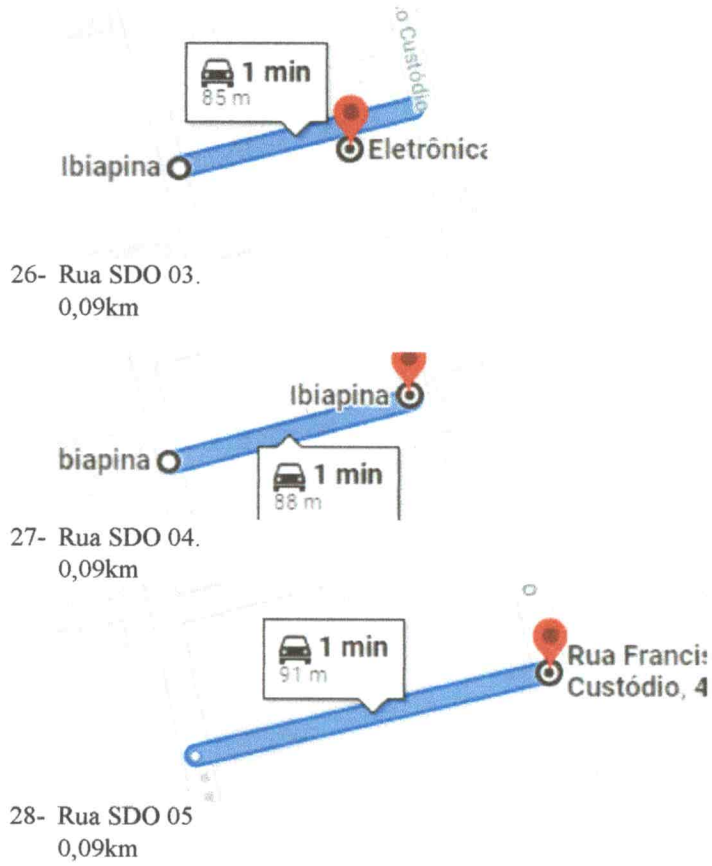 o Custódio
1 min
85 m
Ibiapina
Eletrônica
26- Rua SDO 03.
0,09km
Ibiapina
biapina
1 min
88 m
27- Rua SDO 04.
0,09km
O
1 min
91 m
Rua Franci
Custódio, 4
28- Rua SDO 05
0,09km